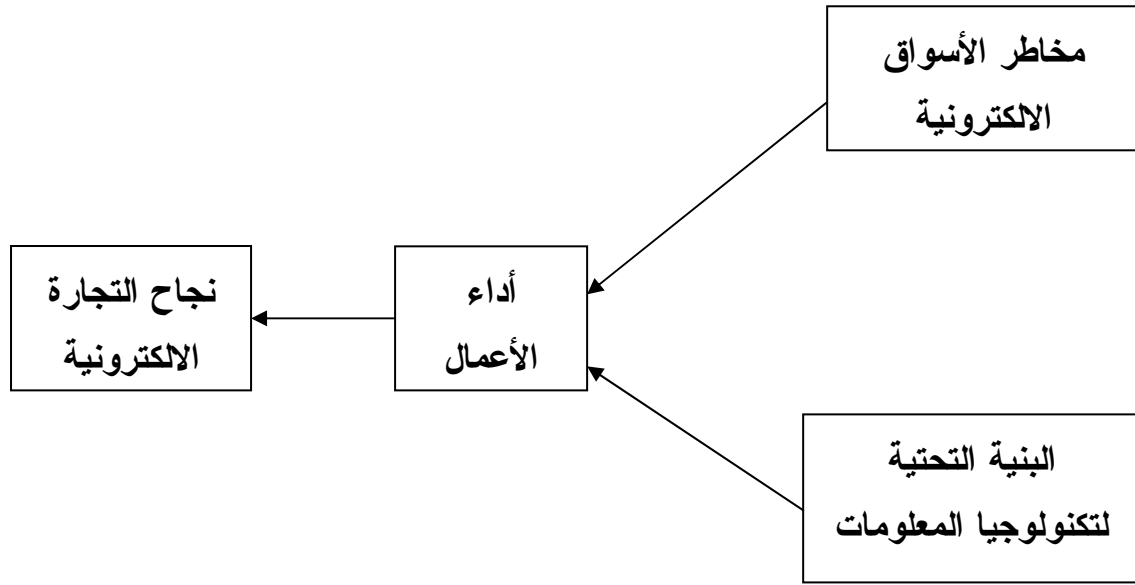 مخاطر الأسواق
الالكترونية
أداء
الأعمال
نجاح التجارة
الالكترونية
البنية التحتية
لتكنولوجيا المعلومات